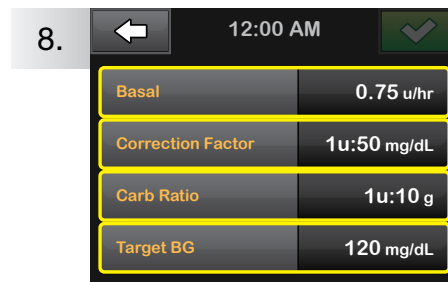 8.
12:00 AM
Basal 0.75 u/hr
Correction Factor 1u:50 mg/dL
Carb Ratio 1u:10 g
Target BG 120 mg/dL